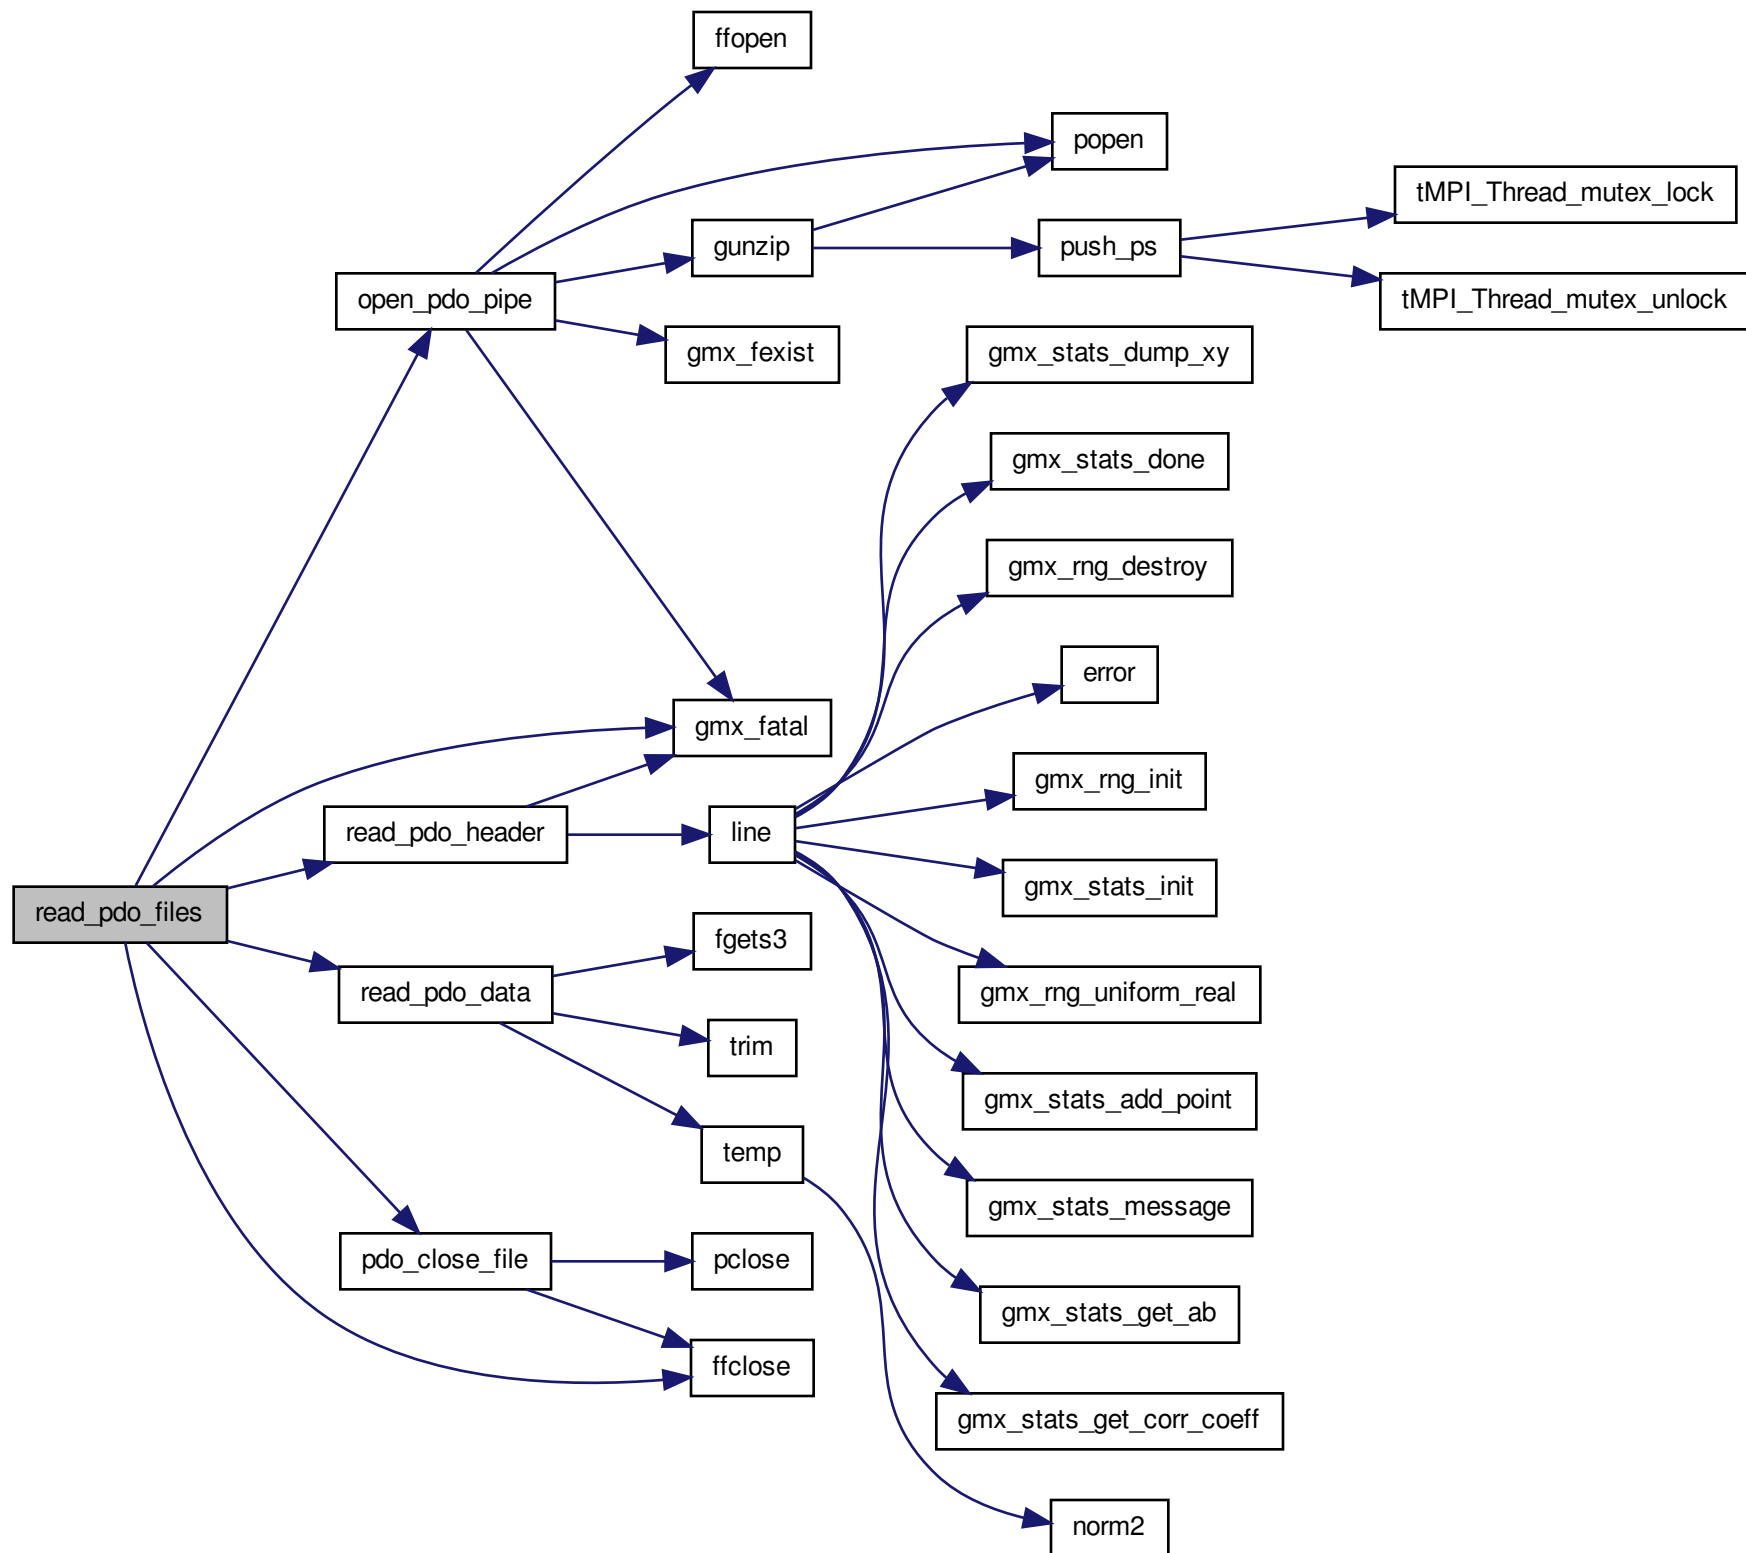 ffopen
popen
tMPI_Thread_mutex_lock
gunzip
push_ps
open_pdo_pipe
tMPI_Thread_mutex_unlock
gmx_fexist
gmx_stats_dump_xy
gmx_stats_done
gmx_rng_destroy
error
gmx_fatal
gmx_rng_init
read_pdo_header
line
gmx_stats_init
read_pdo_files
fgets3
read_pdo_data
gmx_rng_uniform_real
trim
gmx_stats_add_point
temp
gmx_stats_message
pdo_close_file
pclose
gmx_stats_get_ab
ffclose
gmx_stats_get_corr_coeff
norm2